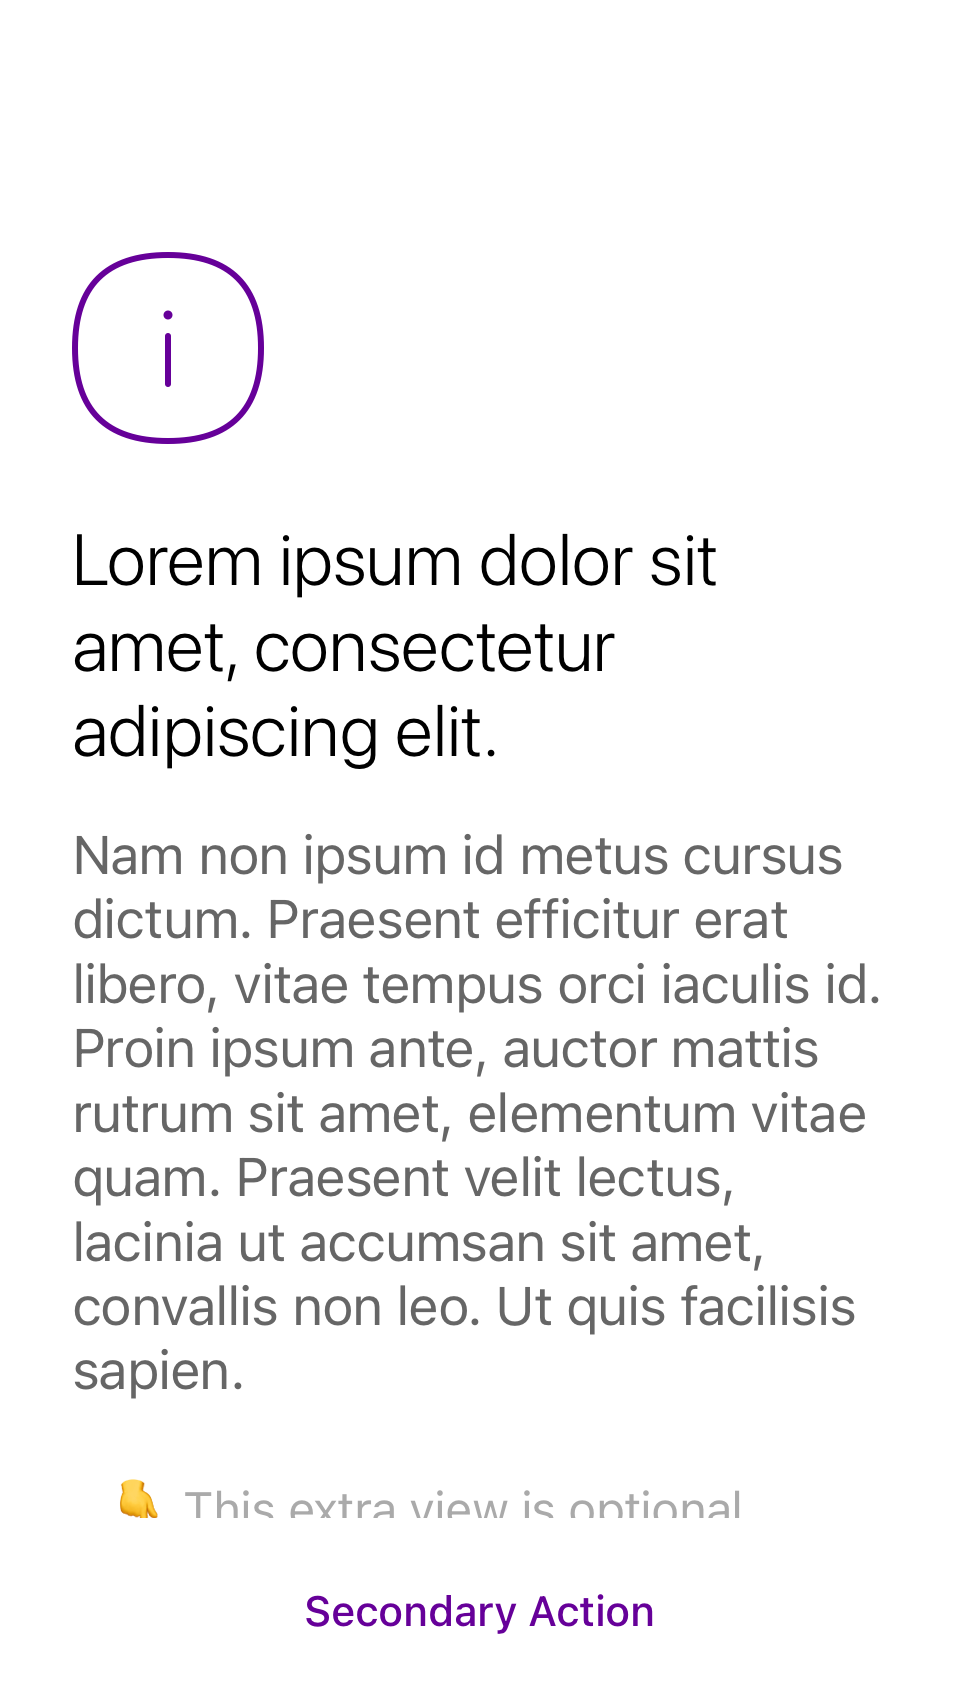 Lorem ipsum dolor sit
amet, consectetur
adipiscing elit.
Nam non ipsum id metus cursus
dictum. Praesent efficitur erat
libero, vitae tempus orci iaculis id.
Proin ipsum ante, auctor mattis
rutrum sit amet, elementum vitae
quam. Praesent velit lectus,
lacinia ut accumsan sit amet,
convallis non leo. Ut quis facilisis
sapien.
👇 This extra view is optional
Secondary Action